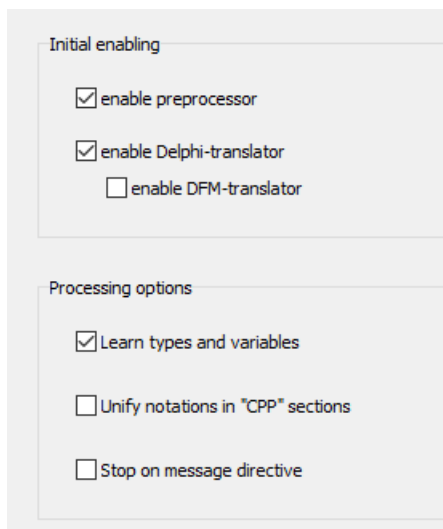 Initial enabling
enable preprocessor
enable Delphi-translator
enable DFM-translator
Processing options
Learn types and variables
Unify notations in "CPP" sections
Stop on message directive